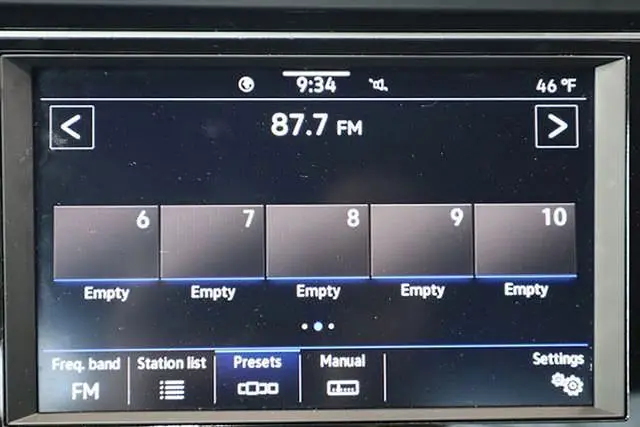 9:34
46 °F
87.7 FM
6 7 8 9 10
Empty Empty Empty Empty Empty
Freq. band Station list Presets Manual Settings
FM